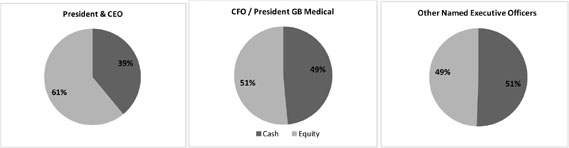 President & CEO
39%
61%
CFO / President GB Medical
51%
49%
Cash
Equity
Other Named Executive Officers
49%
51%